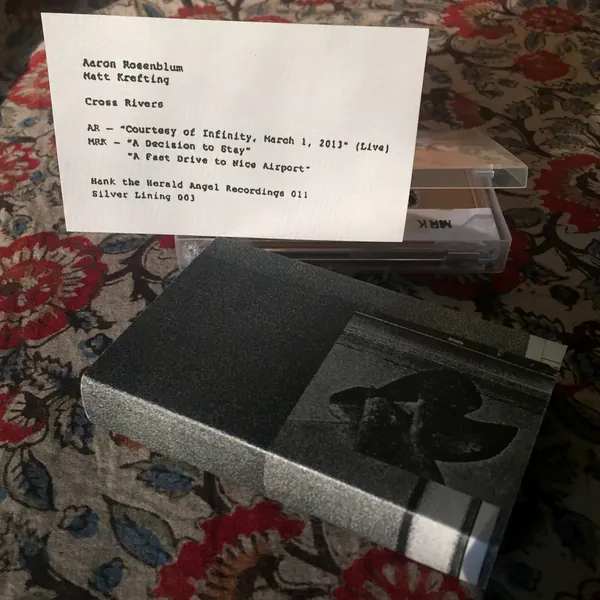 Aaron Rosenblum
Matt Krefting
Cross Rivers
AR — "Courtesy of Infinity, March 1, 2013" (Live)
MRK — "A Decision to Stay"
"A Fast Drive to Nice Airport"
Hank the Herald Angel Recordings 011
Silver Lining 003
MRK